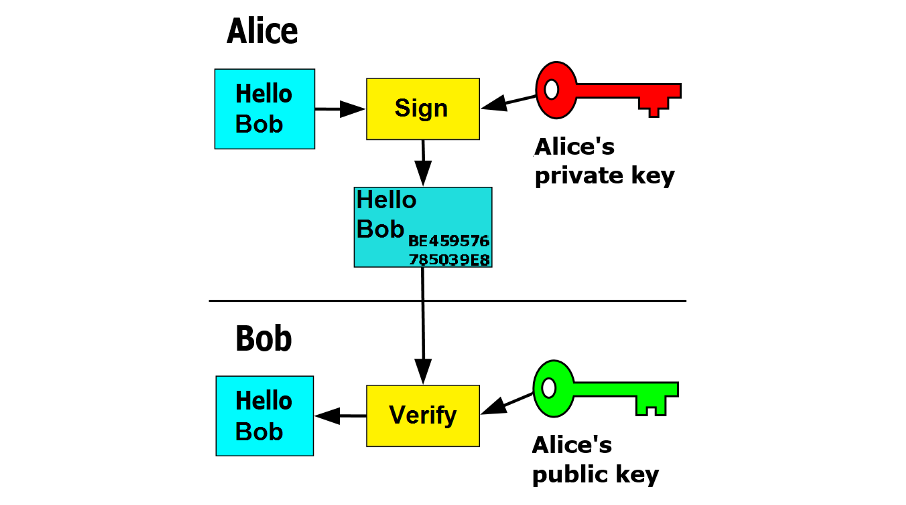 Alice
Hello
Bob
Sign
Alice's
private key
Hello
Bob
BE459576
785039E8
Bob
Hello
Bob
Verify
Alice's
public key